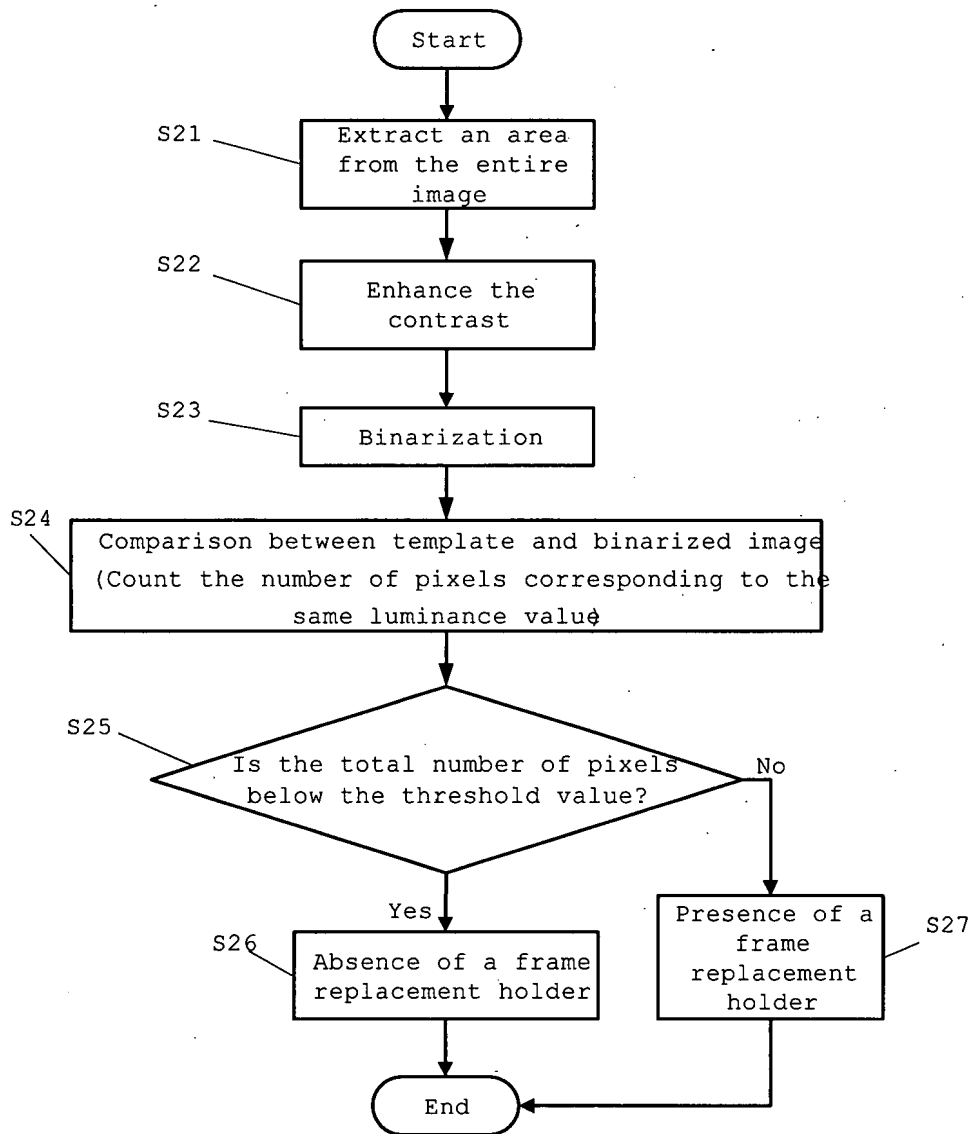 Start
S21
Extract an area
from the entire
image
S22
Enhance the
contrast
S23
Binarization
S24
Comparison between template and binarized image
(Count the number of pixels corresponding to the
same luminance value)
S25
Is the total number of pixels
below the threshold value?
No
Yes
S26
Absence of a frame
replacement holder
Presence of a
frame
replacement
holder
S27
End